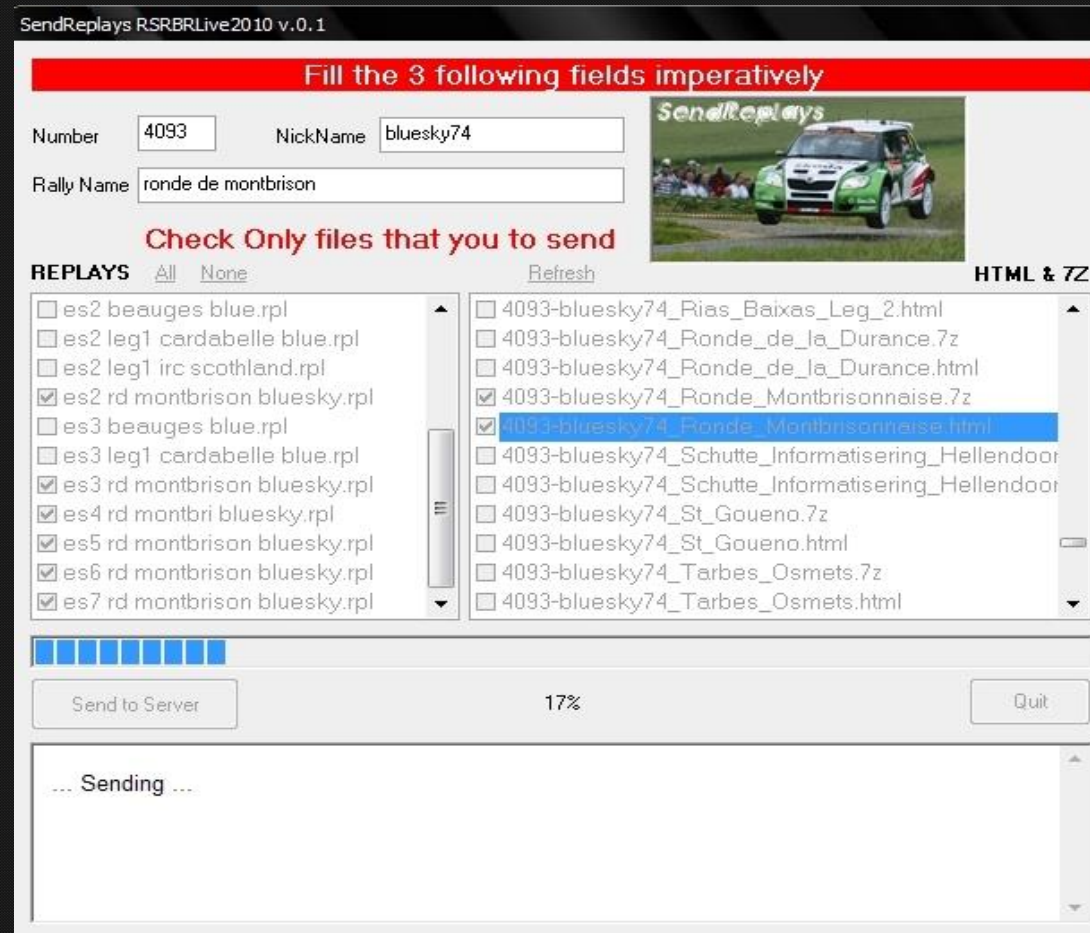 SendReplays RSRBRLive2010 v.0.1
Fill the 3 following fields imperatively
Number 4093 NickName bluesky74
SendReplays
Rally Name ronde de montbrison
Skoda
Check Only files that you to send
REPLAYS All None Refresh HTML & 7Z
es2 beauges blue.rpl
es2 leg1 cardabelle blue.rpl
es2 leg1 irc scothland.rpl
es2 rd montbrison bluesky.rpl
es3 beauges blue.rpl
es3 leg1 cardabelle blue.rpl
es3 rd montbrison bluesky.rpl
es4 rd montbri bluesky.rpl
es5 rd montbrison bluesky.rpl
es6 rd montbrison bluesky.rpl
es7 rd montbrison bluesky.rpl
4093-bluesky74_Rias_Baixas_Leg_2.html
4093-bluesky74_Ronde_de_la_Durance.7z
4093-bluesky74_Ronde_de_la_Durance.html
4093-bluesky74_Ronde_Montbrisonnaise.7z
4093-bluesky74_Ronde_Montbrisonnaise.html
4093-bluesky74_Schutte_Informatisering_Hellendoor
4093-bluesky74_Schutte_Informatisering_Hellendoor
4093-bluesky74_St_Goueno.7z
4093-bluesky74_St_Goueno.html
4093-bluesky74_Tarbes_Osmets.7z
4093-bluesky74_Tarbes_Osmets.html
Send to Server 17% Quit
... Sending ...